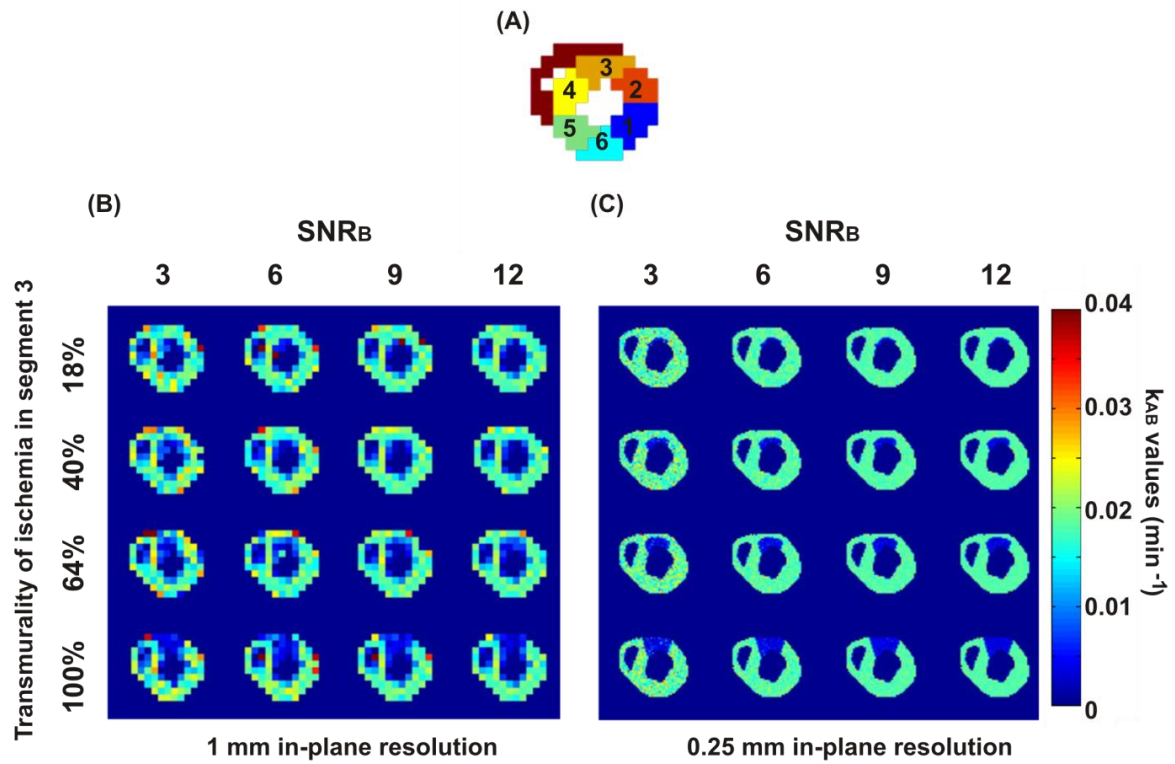 (A)
3
4
2
5
1
6
(B)
(C)
SNRB
SNRB
3 6 9 12
3 6 9 12
Transmurality of ischemia in segment 3
18%
40%
64%
100%
0.04
0.03
0.02
0.01
0
kAB values (min -1)
1 mm in-plane resolution
0.25 mm in-plane resolution